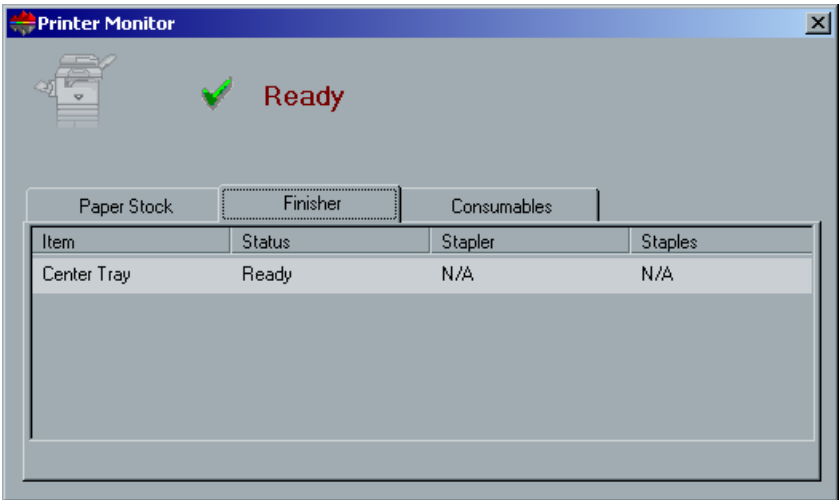 Printer Monitor
Ready
Paper Stock Finisher Consumables
Item Status Stapler Staples
Center Tray Ready N/A N/A